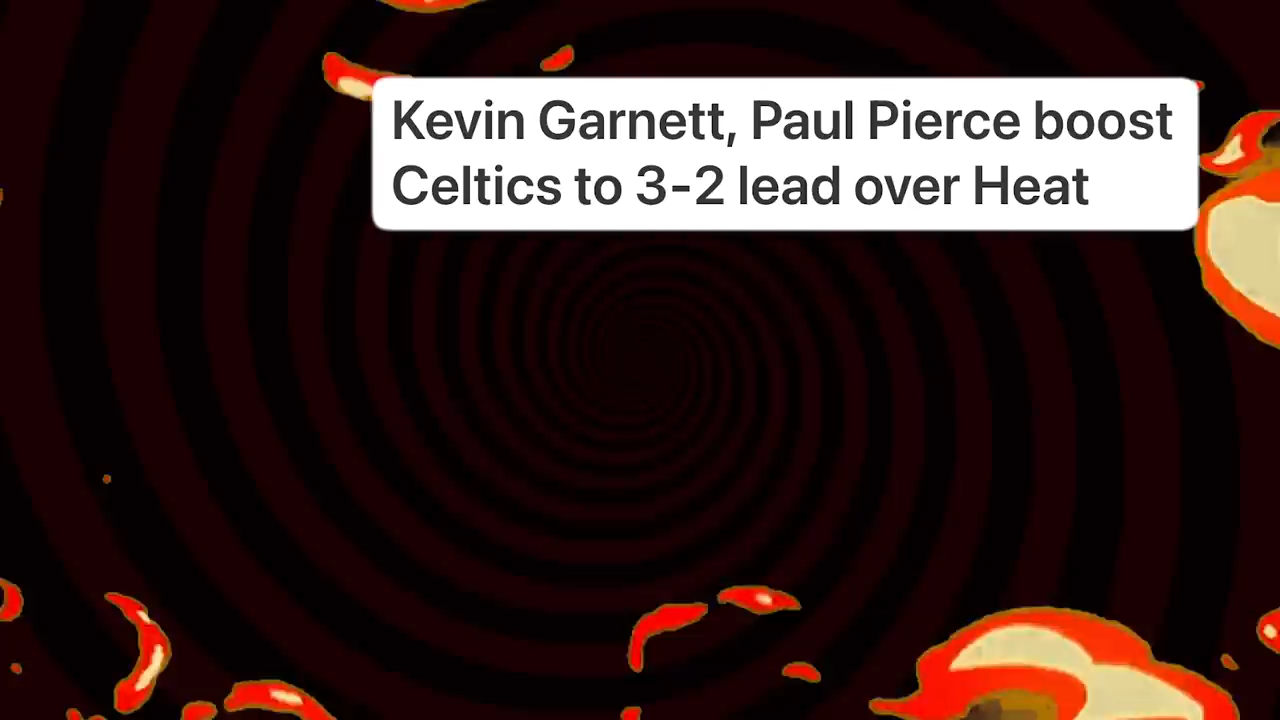 Kevin Garnett, Paul Pierce boost
Celtics to 3-2 lead over Heat